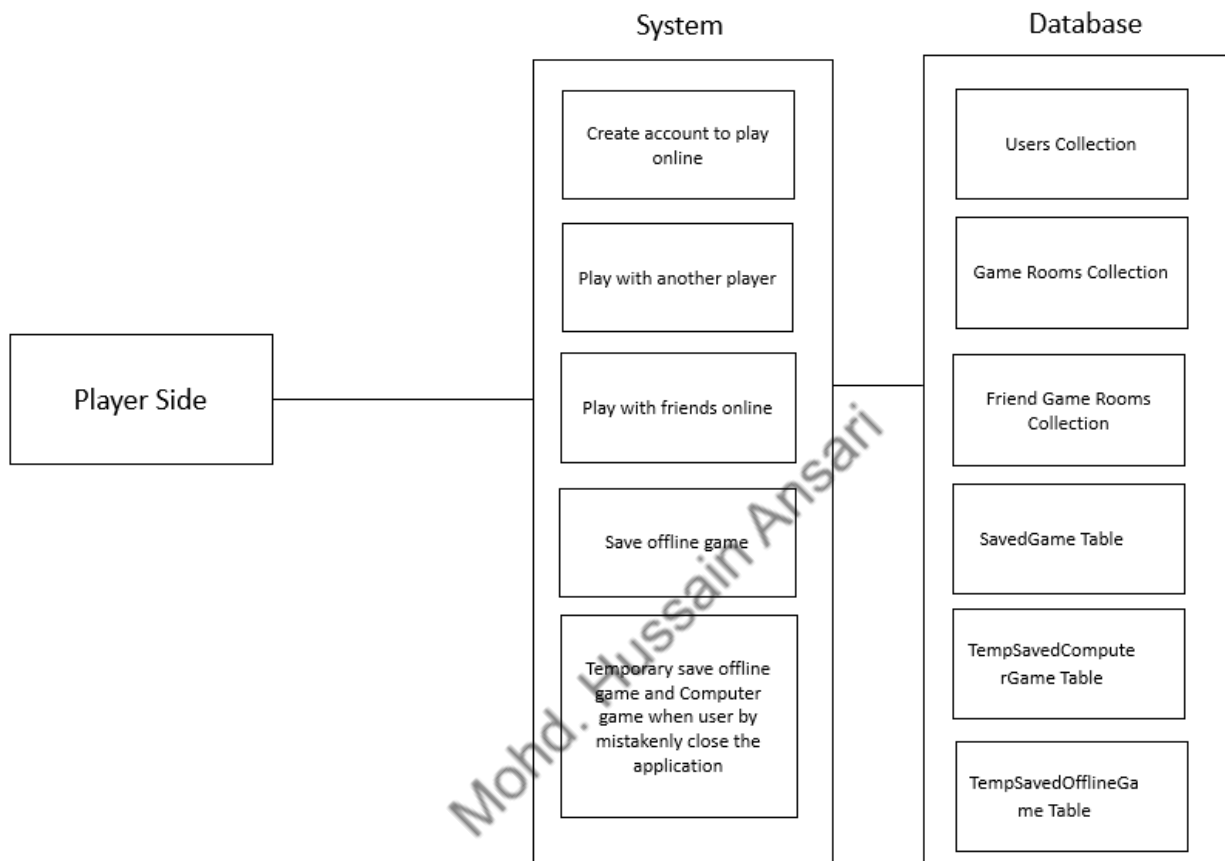 System
Database
Create account to play
online
Users Collection
Play with another player
Game Rooms Collection
Player Side
Play with friends online
Friend Game Rooms
Collection
Save offline game
SavedGame Table
Temporary save offline
game and Computer
game when user by
mistakenly close the
application
TempSavedCompute
rGame Table
TempSavedOfflineGa
me Table
Mohd. Hussain Ansari